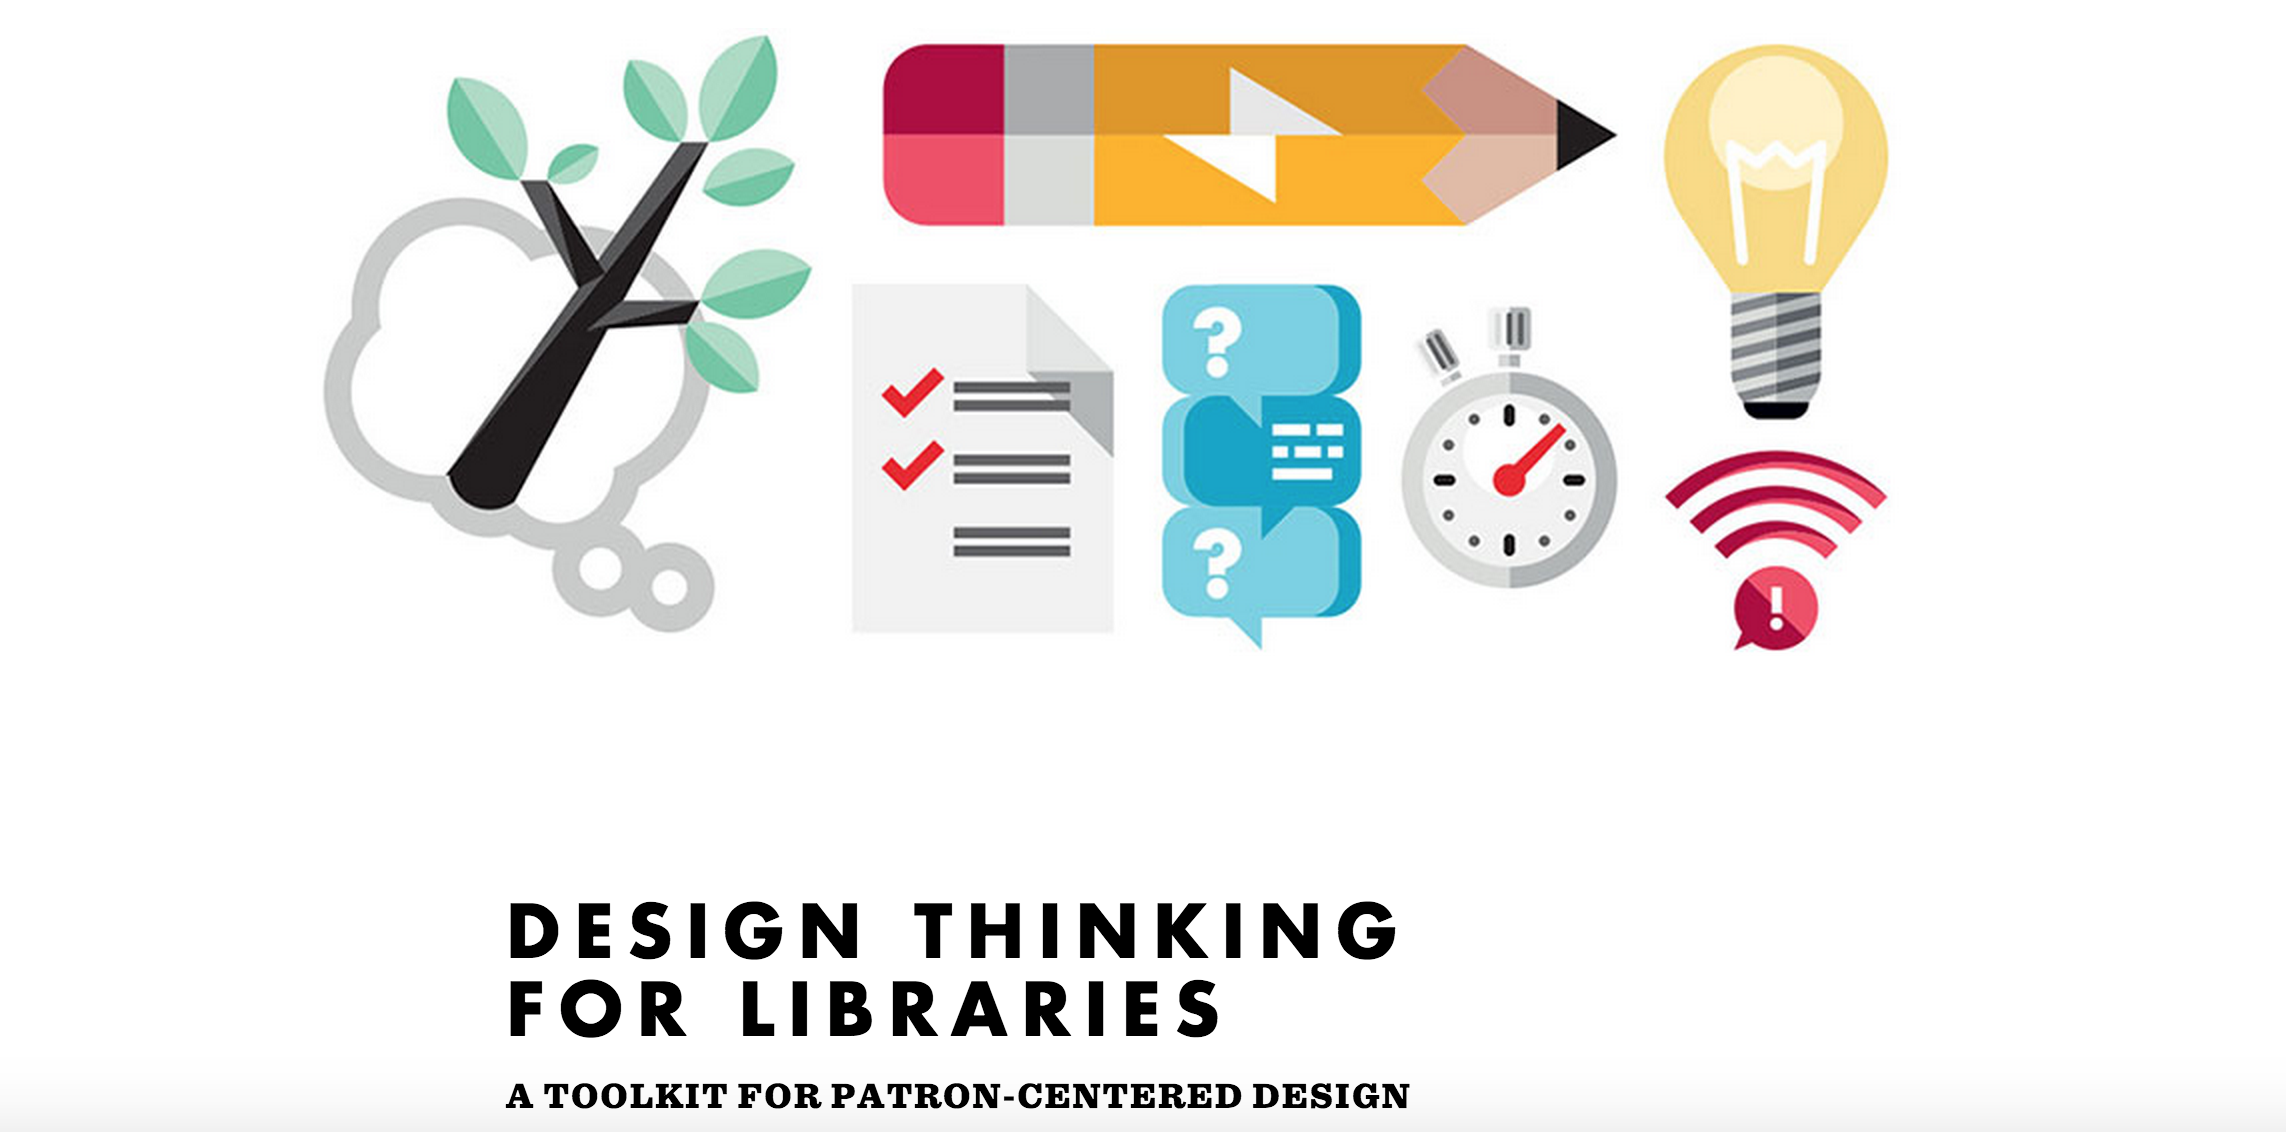 ?
?
!
DESIGN THINKING
FOR LIBRARIES
A TOOLKIT FOR PATRON-CENTERED DESIGN